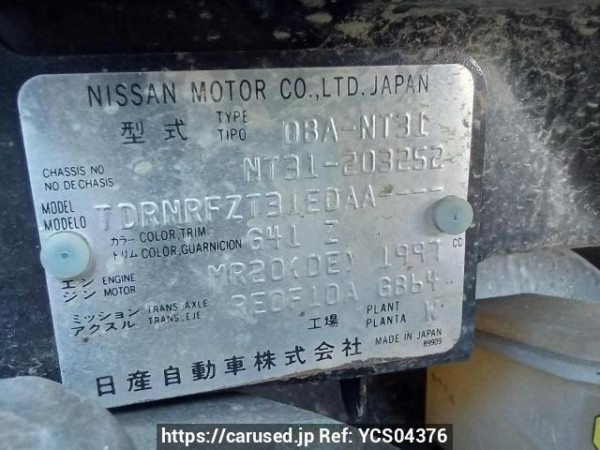 NISSAN MOTOR CO.,LTD.JAPAN
型式 TYPE TIPO DBA-NT31
CHASSIS NO NO DE CHASIS NT31-203252
MODEL MODELO TDRNRFZT31EDAA----
カラー COLOR,TRIM トリム COLOR,GUARNICION G41 Z
エンジン ENGINE MOTOR MR20(DE) 1997 CC
ミッション アクスル TRANS./AXLE TRANS./EJE RE0F10A GB64
工場 PLANT PLANTA K
MADE IN JAPAN
89909
日産自動車株式会社
https://carused.jp Ref: YCS04376